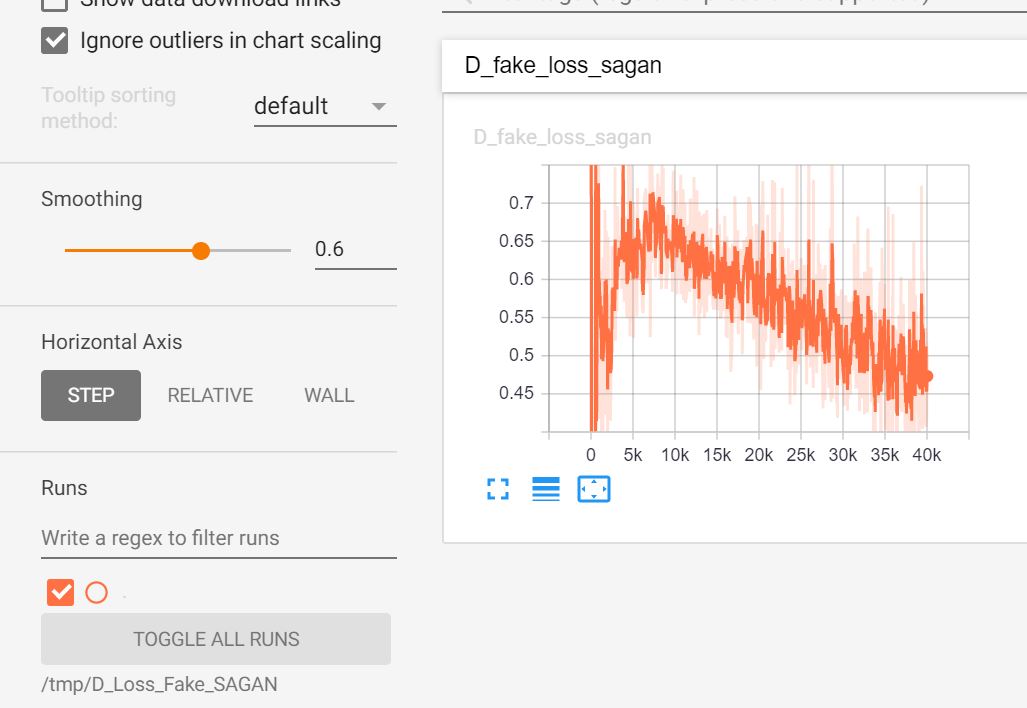 Show data download links
Ignore outliers in chart scaling
Tooltip sorting
method:
default
Smoothing
0.6
Horizontal Axis
STEP
RELATIVE
WALL
Runs
Write a regex to filter runs
.
TOGGLE ALL RUNS
/tmp/D_Loss_Fake_SAGAN
D_fake_loss_sagan
D_fake_loss_sagan
0.7
0.65
0.6
0.55
0.5
0.45
0 5k 10k 15k 20k 25k 30k 35k 40k